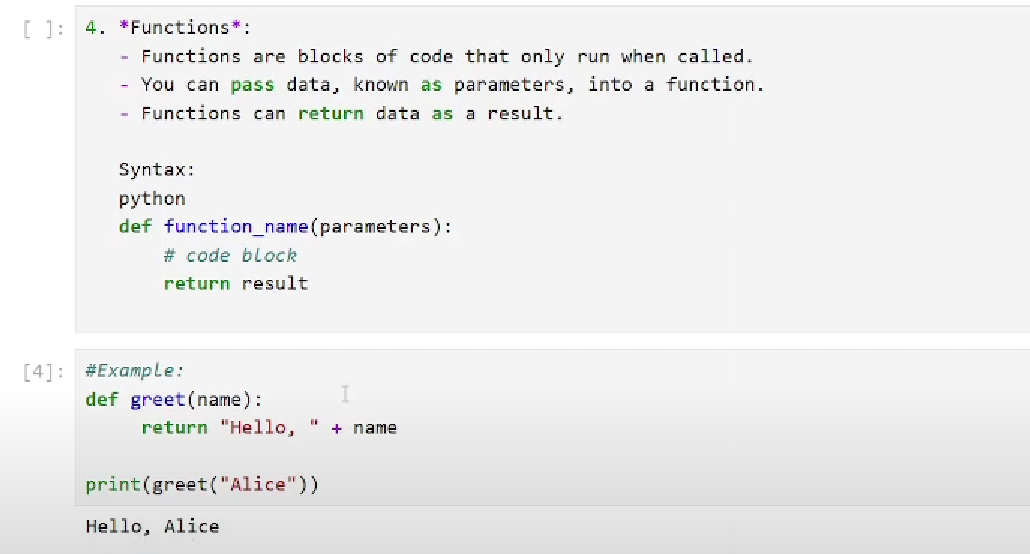 [ ]: 4. *Functions*:
- Functions are blocks of code that only run when called.
- You can pass data, known as parameters, into a function.
- Functions can return data as a result.
Syntax:
python
def function_name(parameters):
# code block
return result
[4]: #Example:
def greet(name):
return "Hello, " + name
print(greet("Alice"))
Hello, Alice